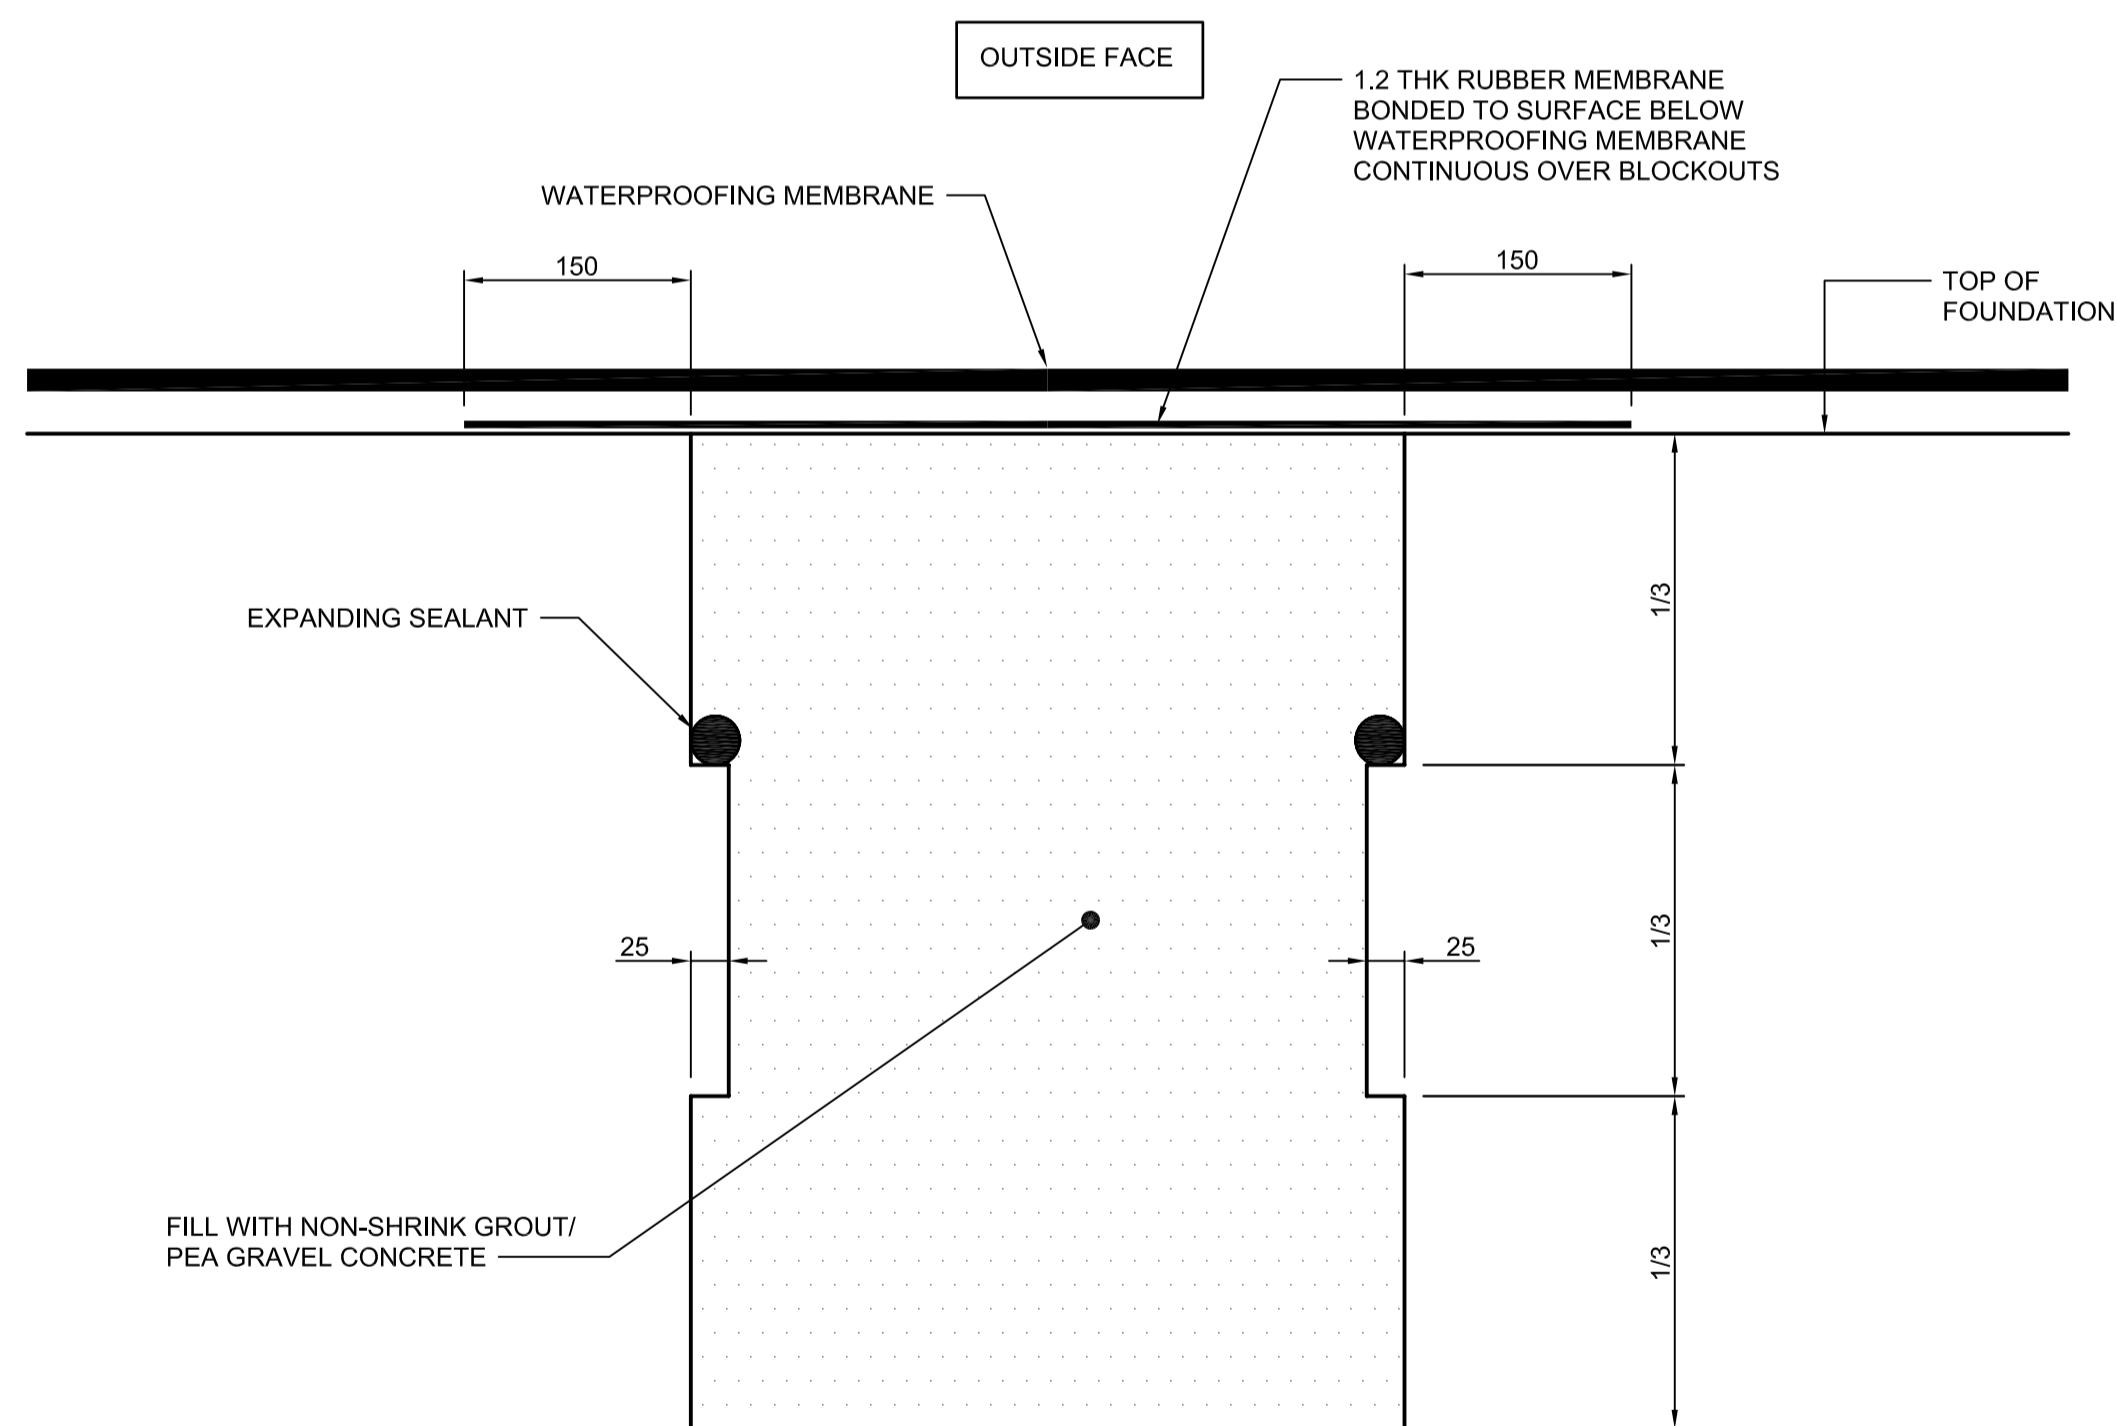 OUTSIDE FACE
1.2 THK RUBBER MEMBRANE
BONDED TO SURFACE BELOW
WATERPROOFING MEMBRANE
CONTINUOUS OVER BLOCKOUTS
WATERPROOFING MEMBRANE
150
150
TOP OF
FOUNDATION
1/3
EXPANDING SEALANT
1/3
25
25
FILL WITH NON-SHRINK GROUT/
PEA GRAVEL CONCRETE
1/3